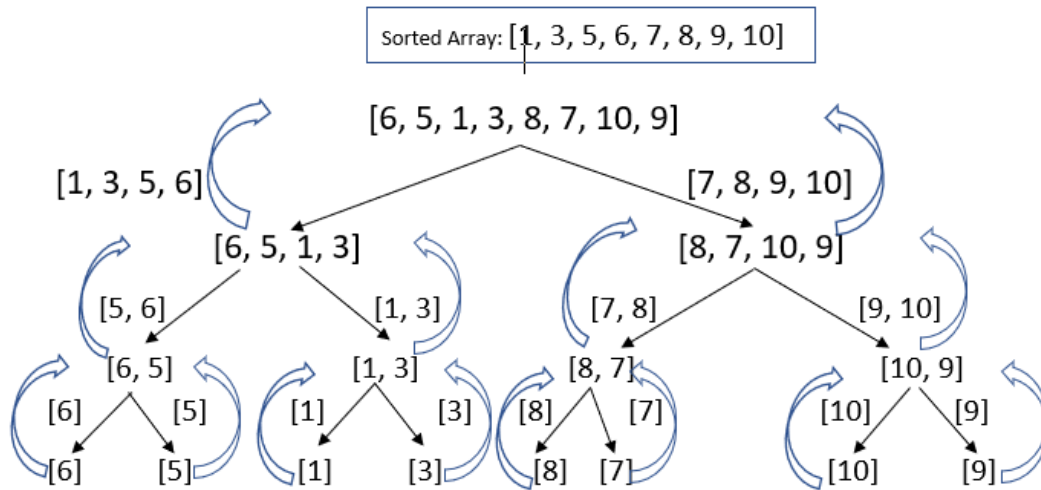 Sorted Array: [1, 3, 5, 6, 7, 8, 9, 10]
[6, 5, 1, 3, 8, 7, 10, 9]
[1, 3, 5, 6] [7, 8, 9, 10]
[6, 5, 1, 3] [8, 7, 10, 9]
[5, 6] [1, 3] [7, 8] [9, 10]
[6, 5] [1, 3] [8, 7] [10, 9]
[6] [5] [1] [3] [8] [7] [10] [9]
[6] [5] [1] [3] [8] [7] [10] [9]